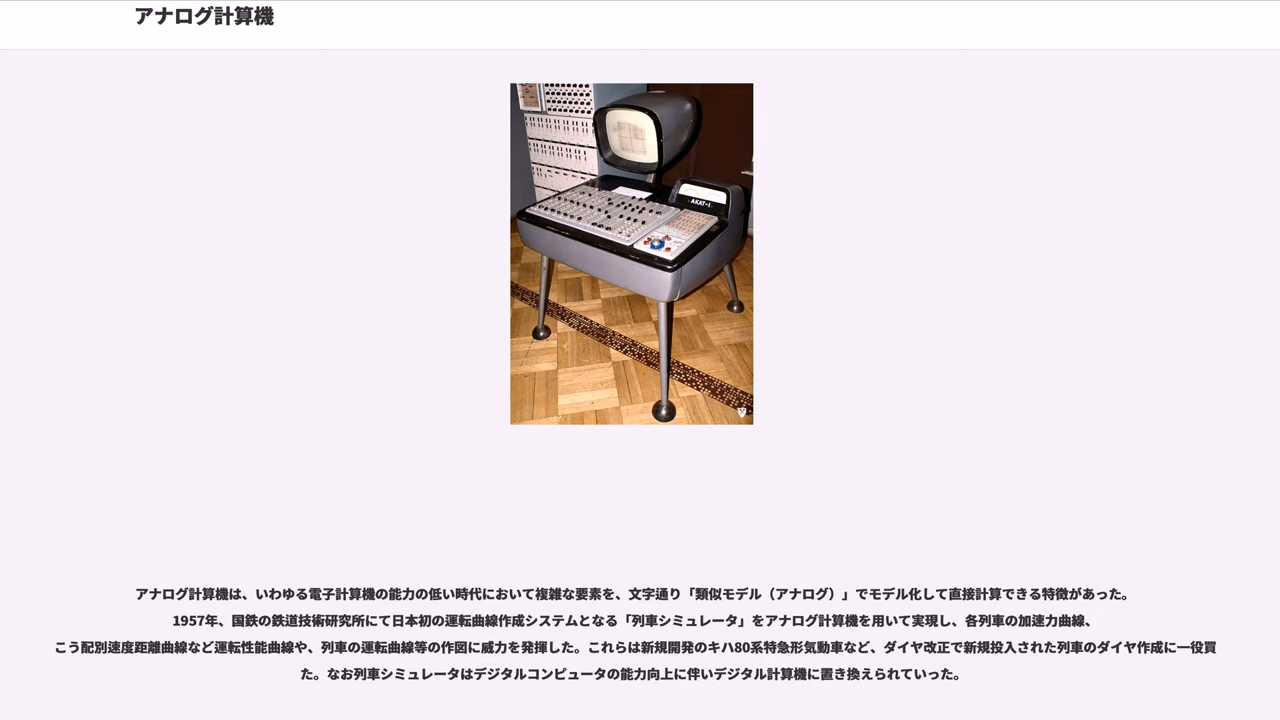 アナログ計算機
AKAT-1
アナログ計算機は、いわゆる電子計算機の能力の低い時代において複雑な要素を、文字通り「類似モデル（アナログ）」でモデル化して直接計算できる特徴があった。
1957年、国鉄の鉄道技術研究所にて日本初の運転曲線作成システムとなる「列車シミュレータ」をアナログ計算機を用いて実現し、各列車の加速力曲線、
こう配別速度距離曲線など運転性能曲線や、列車の運転曲線等の作図に威力を発揮した。これらは新規開発のキハ80系特急形気動車など、ダイヤ改正で新規投入された列車のダイヤ作成に一役買
た。なお列車シミュレータはデジタルコンピュータの能力向上に伴いデジタル計算機に置き換えられていった。